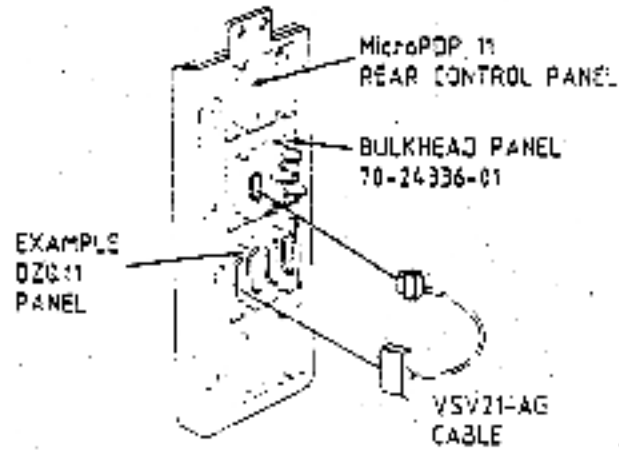 MicroPDP 11
REAR CONTROL PANEL
BULKHEAD PANEL
70-24336-01
EXAMPLE
DZQ11
PANEL
VSV21-AG
CABLE